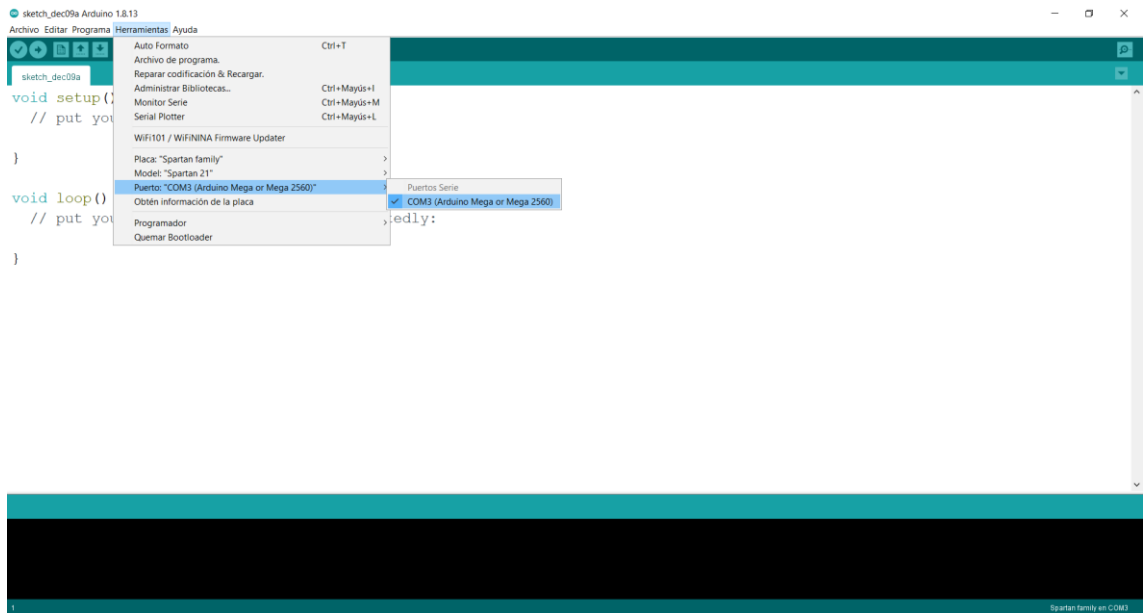 sketch_dec09a Arduino 1.8.13
Archivo Editar Programa Herramientas Ayuda
sketch_dec09a
Auto Formato Ctrl+T
Archivo de programa.
Reparar codificación & Recargar.
Administrar Bibliotecas... Ctrl+Mayús+I
Monitor Serie Ctrl+Mayús+M
Serial Plotter Ctrl+Mayús+L
WiFi101 / WiFiNINA Firmware Updater
Placa: "Spartan family"
Model: "Spartan 21"
Puerto: "COM3 (Arduino Mega or Mega 2560)"
Obtén información de la placa
Programador
Quemar Bootloader
Puertos Serie
COM3 (Arduino Mega or Mega 2560)
void setup()
// put you
}
void loop()
// put you edly:
}
1 Spartan family en COM3